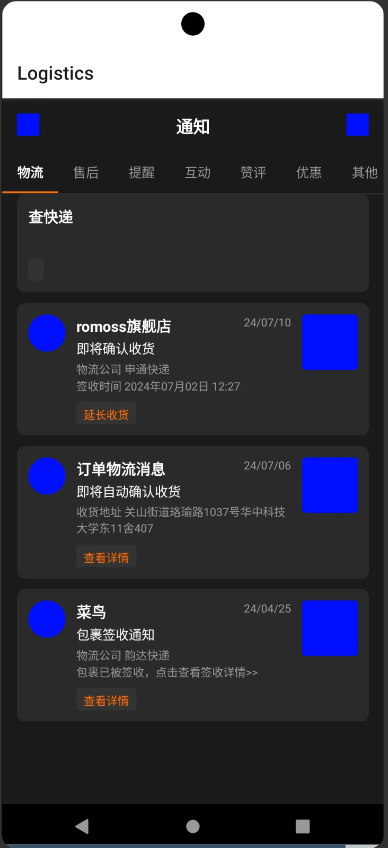 Logistics
通知
物流 售后 提醒 互动 赞评 优惠 其他
查快递
romoss旗舰店 24/07/10
即将确认收货
物流公司 申通快递
签收时间 2024年07月02日 12:27
延长收货
订单物流消息 24/07/06
即将自动确认收货
收货地址 关山街道珞瑜路1037号华中科技
大学东11舍407
查看详情
菜鸟 24/04/25
包裹签收通知
物流公司 韵达快递
包裹已被签收，点击查看签收详情>>
查看详情